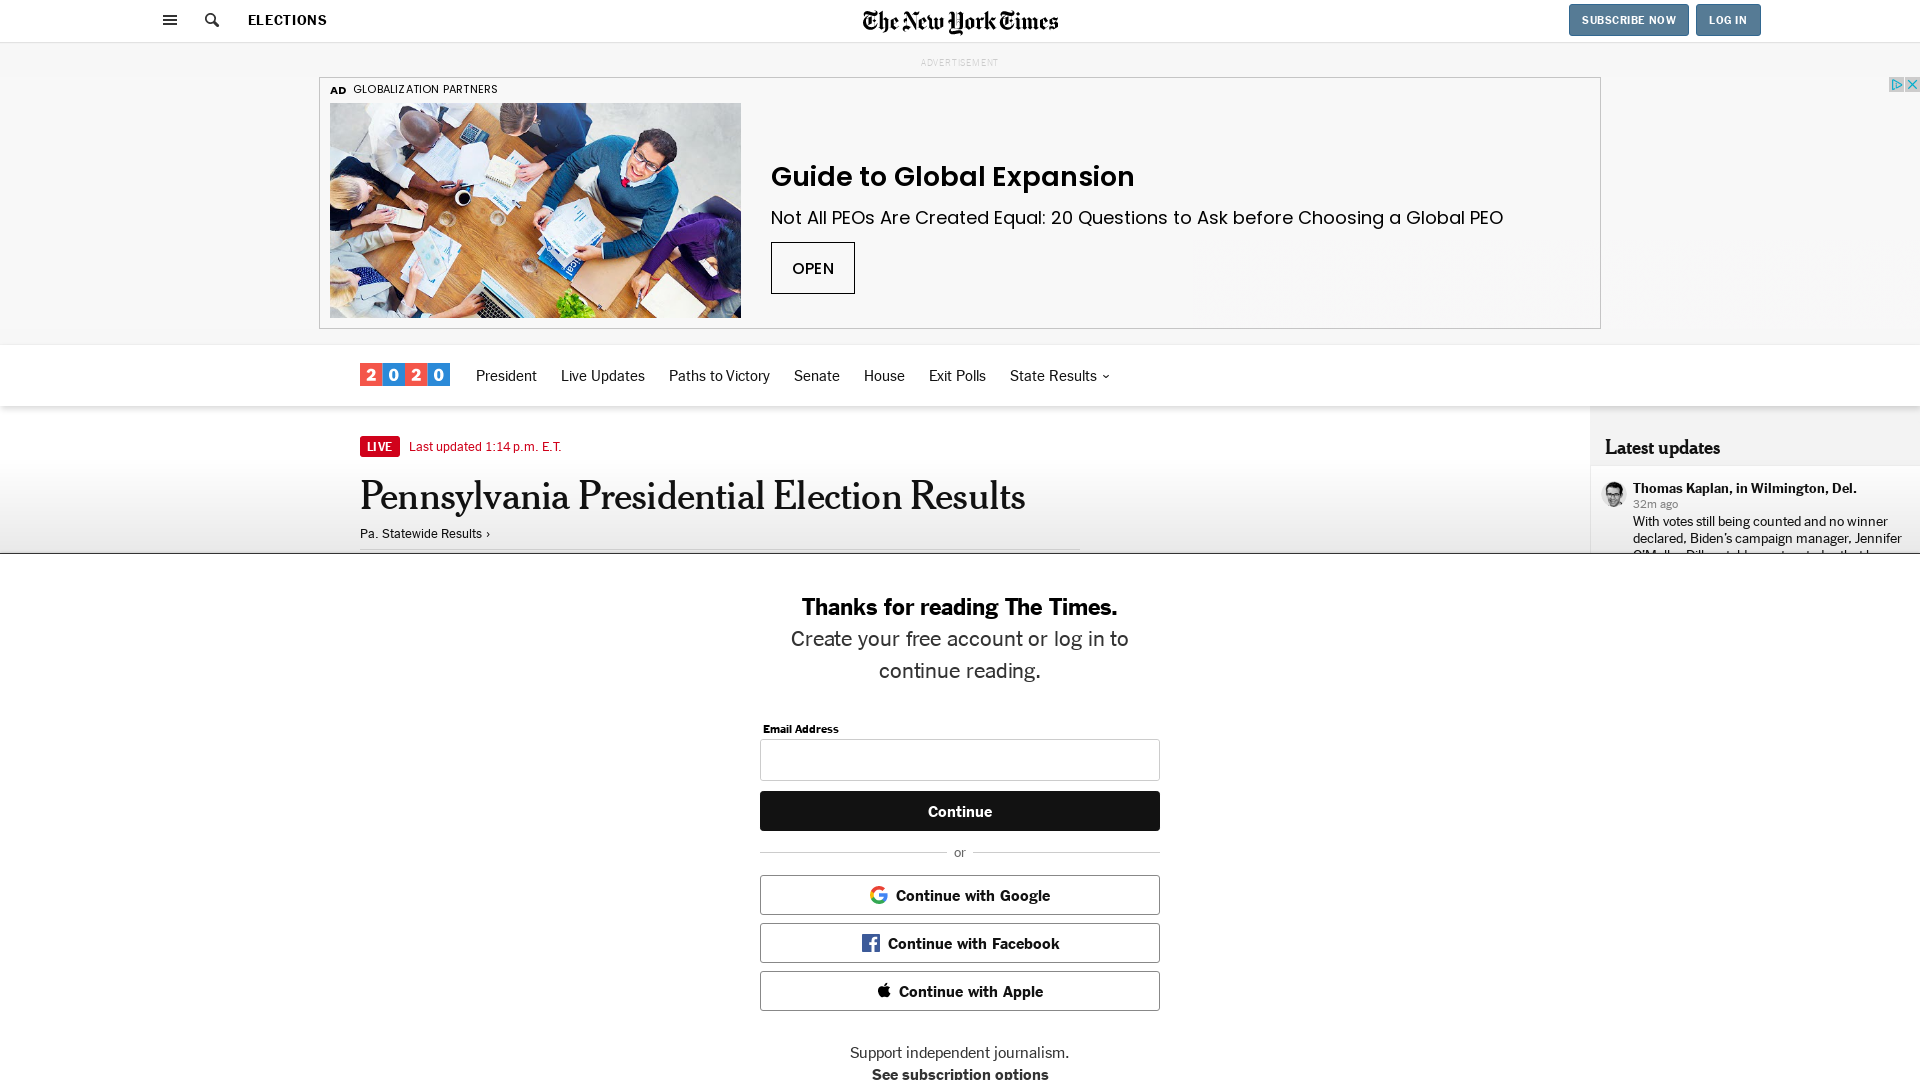 ELECTIONS
The New York Times
SUBSCRIBE NOW
LOG IN
ADVERTISEMENT
AD GLOBALIZATION PARTNERS
Guide to Global Expansion
Not All PEOs Are Created Equal: 20 Questions to Ask before Choosing a Global PEO
OPEN
2020
President
Live Updates
Paths to Victory
Senate
House
Exit Polls
State Results
LIVE Last updated 1:14 p.m. E.T.
Pennsylvania Presidential Election Results
Pa. Statewide Results ›
Latest updates
Thomas Kaplan, in Wilmington, Del.
32m ago
With votes still being counted and no winner
declared, Biden’s campaign manager, Jennifer
Thanks for reading The Times.
Create your free account or log in to
continue reading.
Email Address
Continue
or
Continue with Google
Continue with Facebook
Continue with Apple
Support independent journalism.
See subscription options